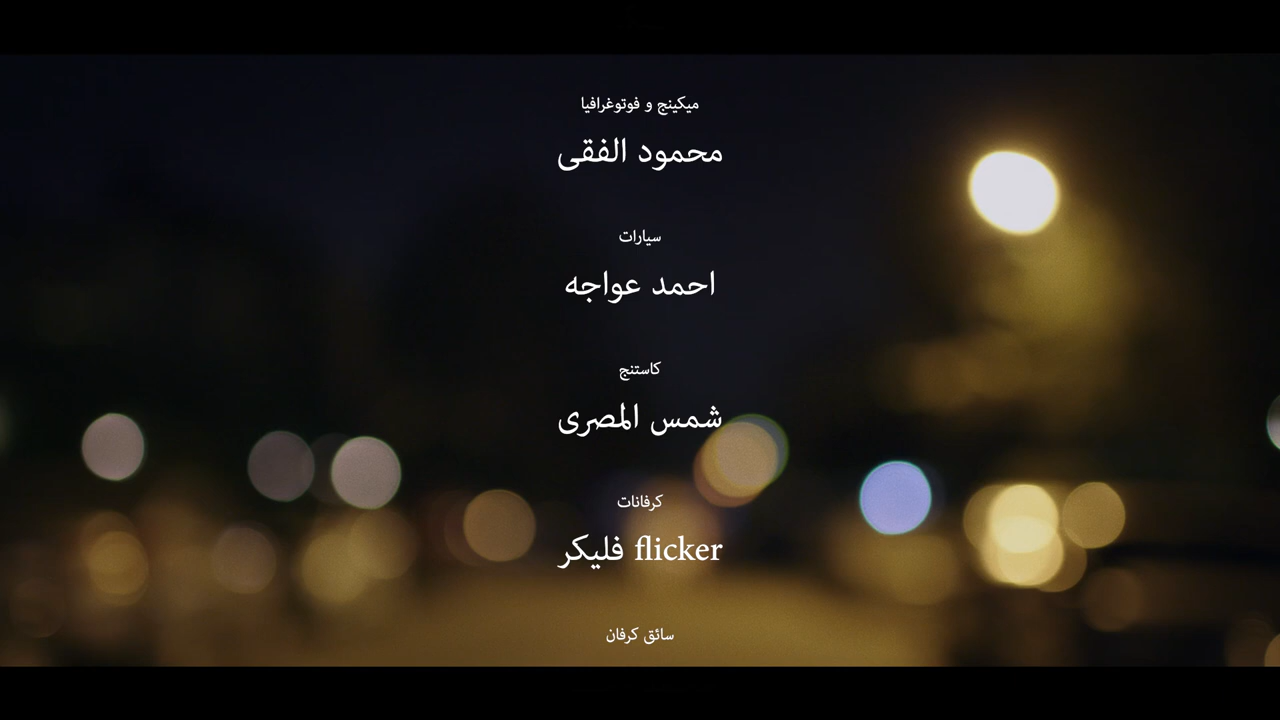 ميكينج و فوتوغرافيا
محمود الفقى
سيارات
احمد عواجه
كاستنج
شمس المصرى
كرفانات
flicker فليكر
سائق كرفان